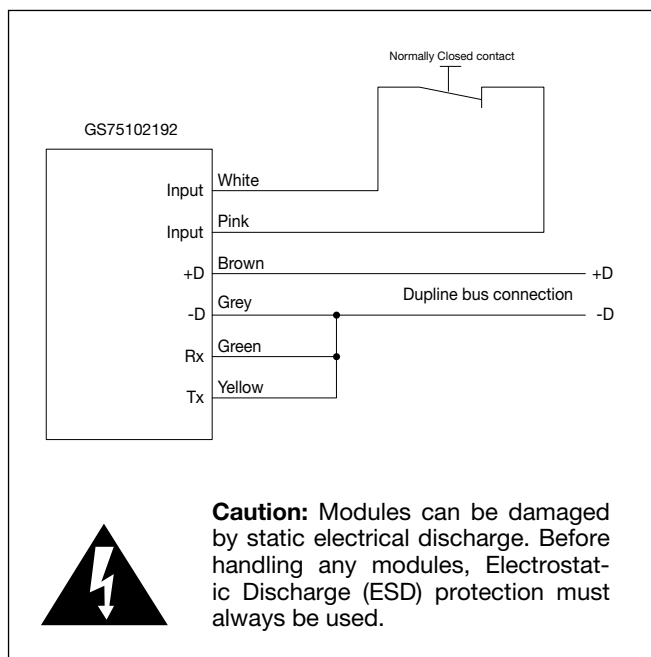 Normally Closed contact
GS75102192
Input White
Input Pink
+D Brown +D
Dupline bus connection
-D Grey -D
Rx Green
Tx Yellow
Caution: Modules can be damaged
by static electrical discharge. Before
handling any modules, Electrostat-
ic Discharge (ESD) protection must
always be used.